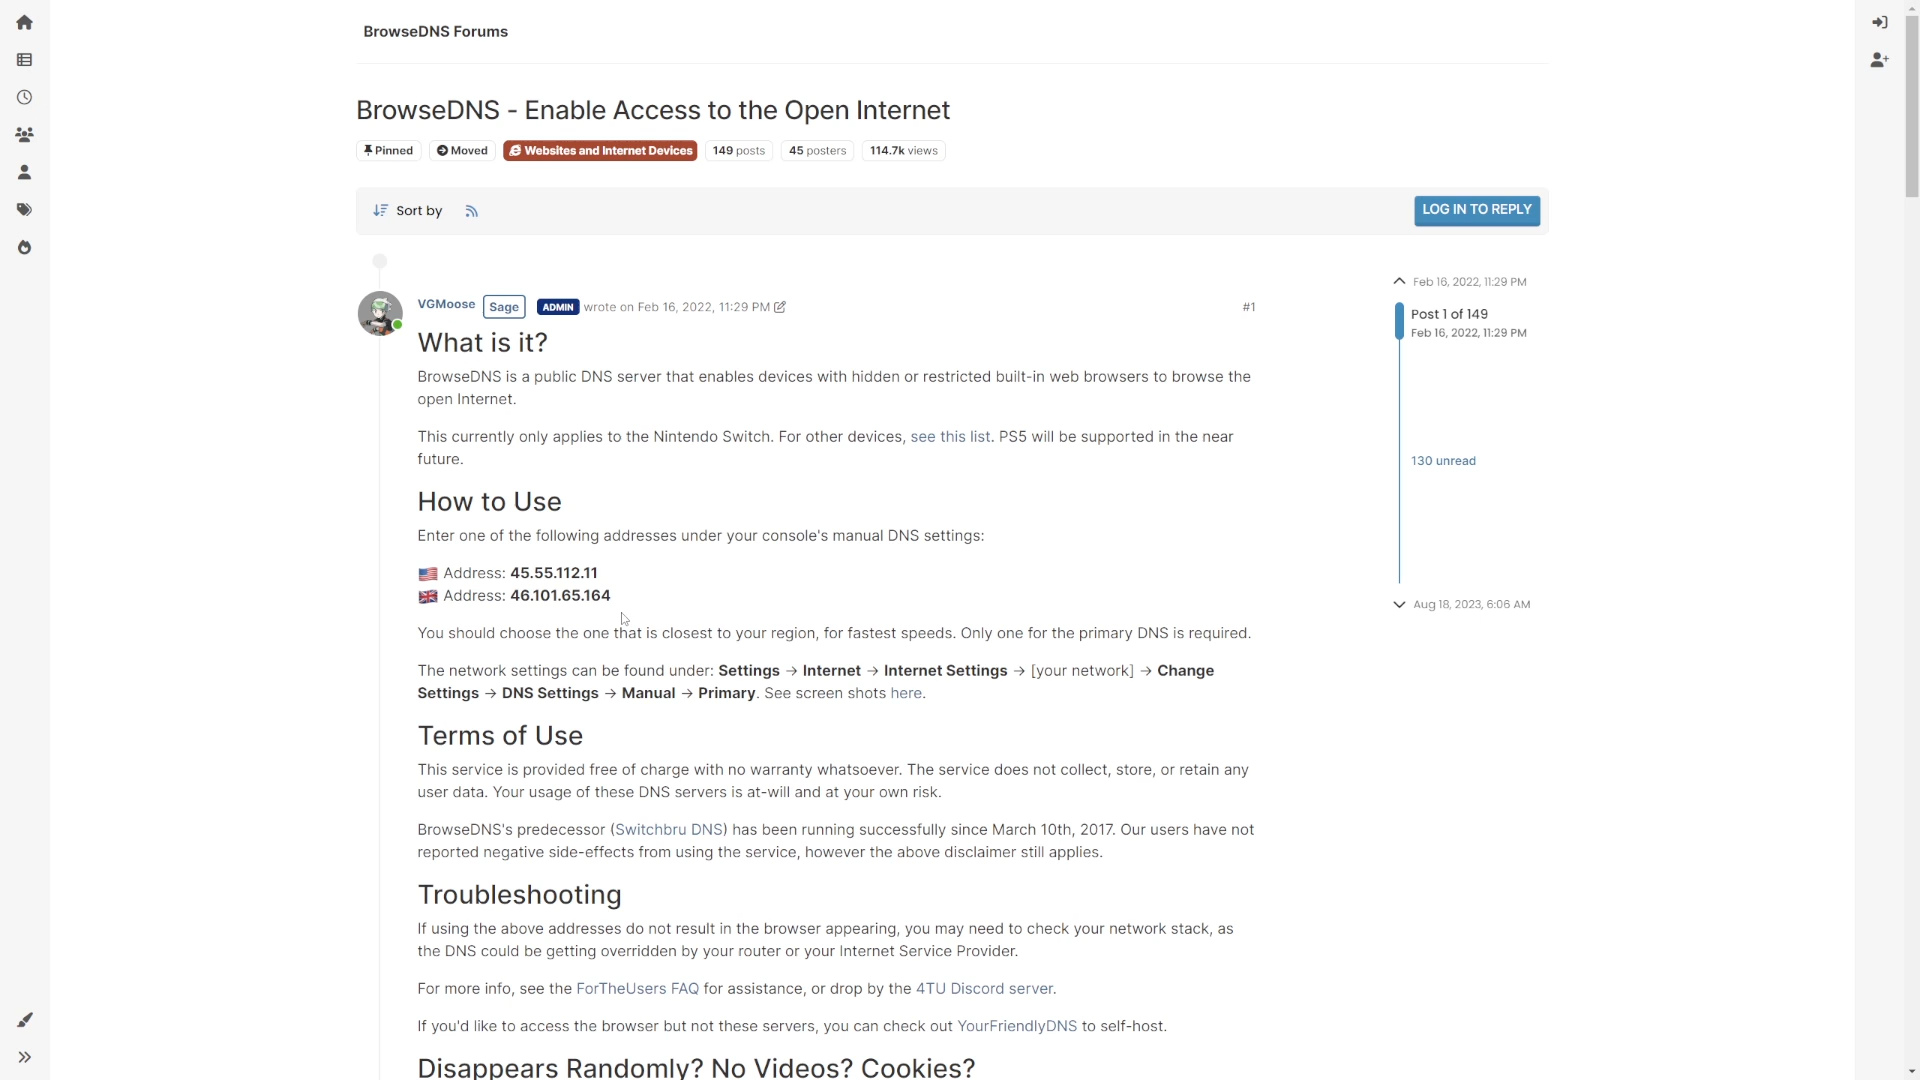 BrowseDNS Forums
BrowseDNS - Enable Access to the Open Internet
Pinned Moved Websites and Internet Devices 149 posts 45 posters 114.7k views
Sort by LOG IN TO REPLY
VGMoose Sage ADMIN wrote on Feb 16, 2022, 11:29 PM #1
Feb 16, 2022, 11:29 PM
Post 1 of 149
Feb 16, 2022, 11:29 PM
130 unread
Aug 18, 2023, 6:06 AM
What is it?
BrowseDNS is a public DNS server that enables devices with hidden or restricted built-in web browsers to browse the
open Internet.
This currently only applies to the Nintendo Switch. For other devices, see this list. PS5 will be supported in the near
future.
How to Use
Enter one of the following addresses under your console's manual DNS settings:
Address: 45.55.112.11
Address: 46.101.65.164
You should choose the one that is closest to your region, for fastest speeds. Only one for the primary DNS is required.
The network settings can be found under: Settings → Internet → Internet Settings → [your network] → Change
Settings → DNS Settings → Manual → Primary. See screen shots here.
Terms of Use
This service is provided free of charge with no warranty whatsoever. The service does not collect, store, or retain any
user data. Your usage of these DNS servers is at-will and at your own risk.
BrowseDNS's predecessor (Switchbru DNS) has been running successfully since March 10th, 2017. Our users have not
reported negative side-effects from using the service, however the above disclaimer still applies.
Troubleshooting
If using the above addresses do not result in the browser appearing, you may need to check your network stack, as
the DNS could be getting overridden by your router or your Internet Service Provider.
For more info, see the ForTheUsers FAQ for assistance, or drop by the 4TU Discord server.
If you'd like to access the browser but not these servers, you can check out YourFriendlyDNS to self-host.
Disappears Randomly? No Videos? Cookies?